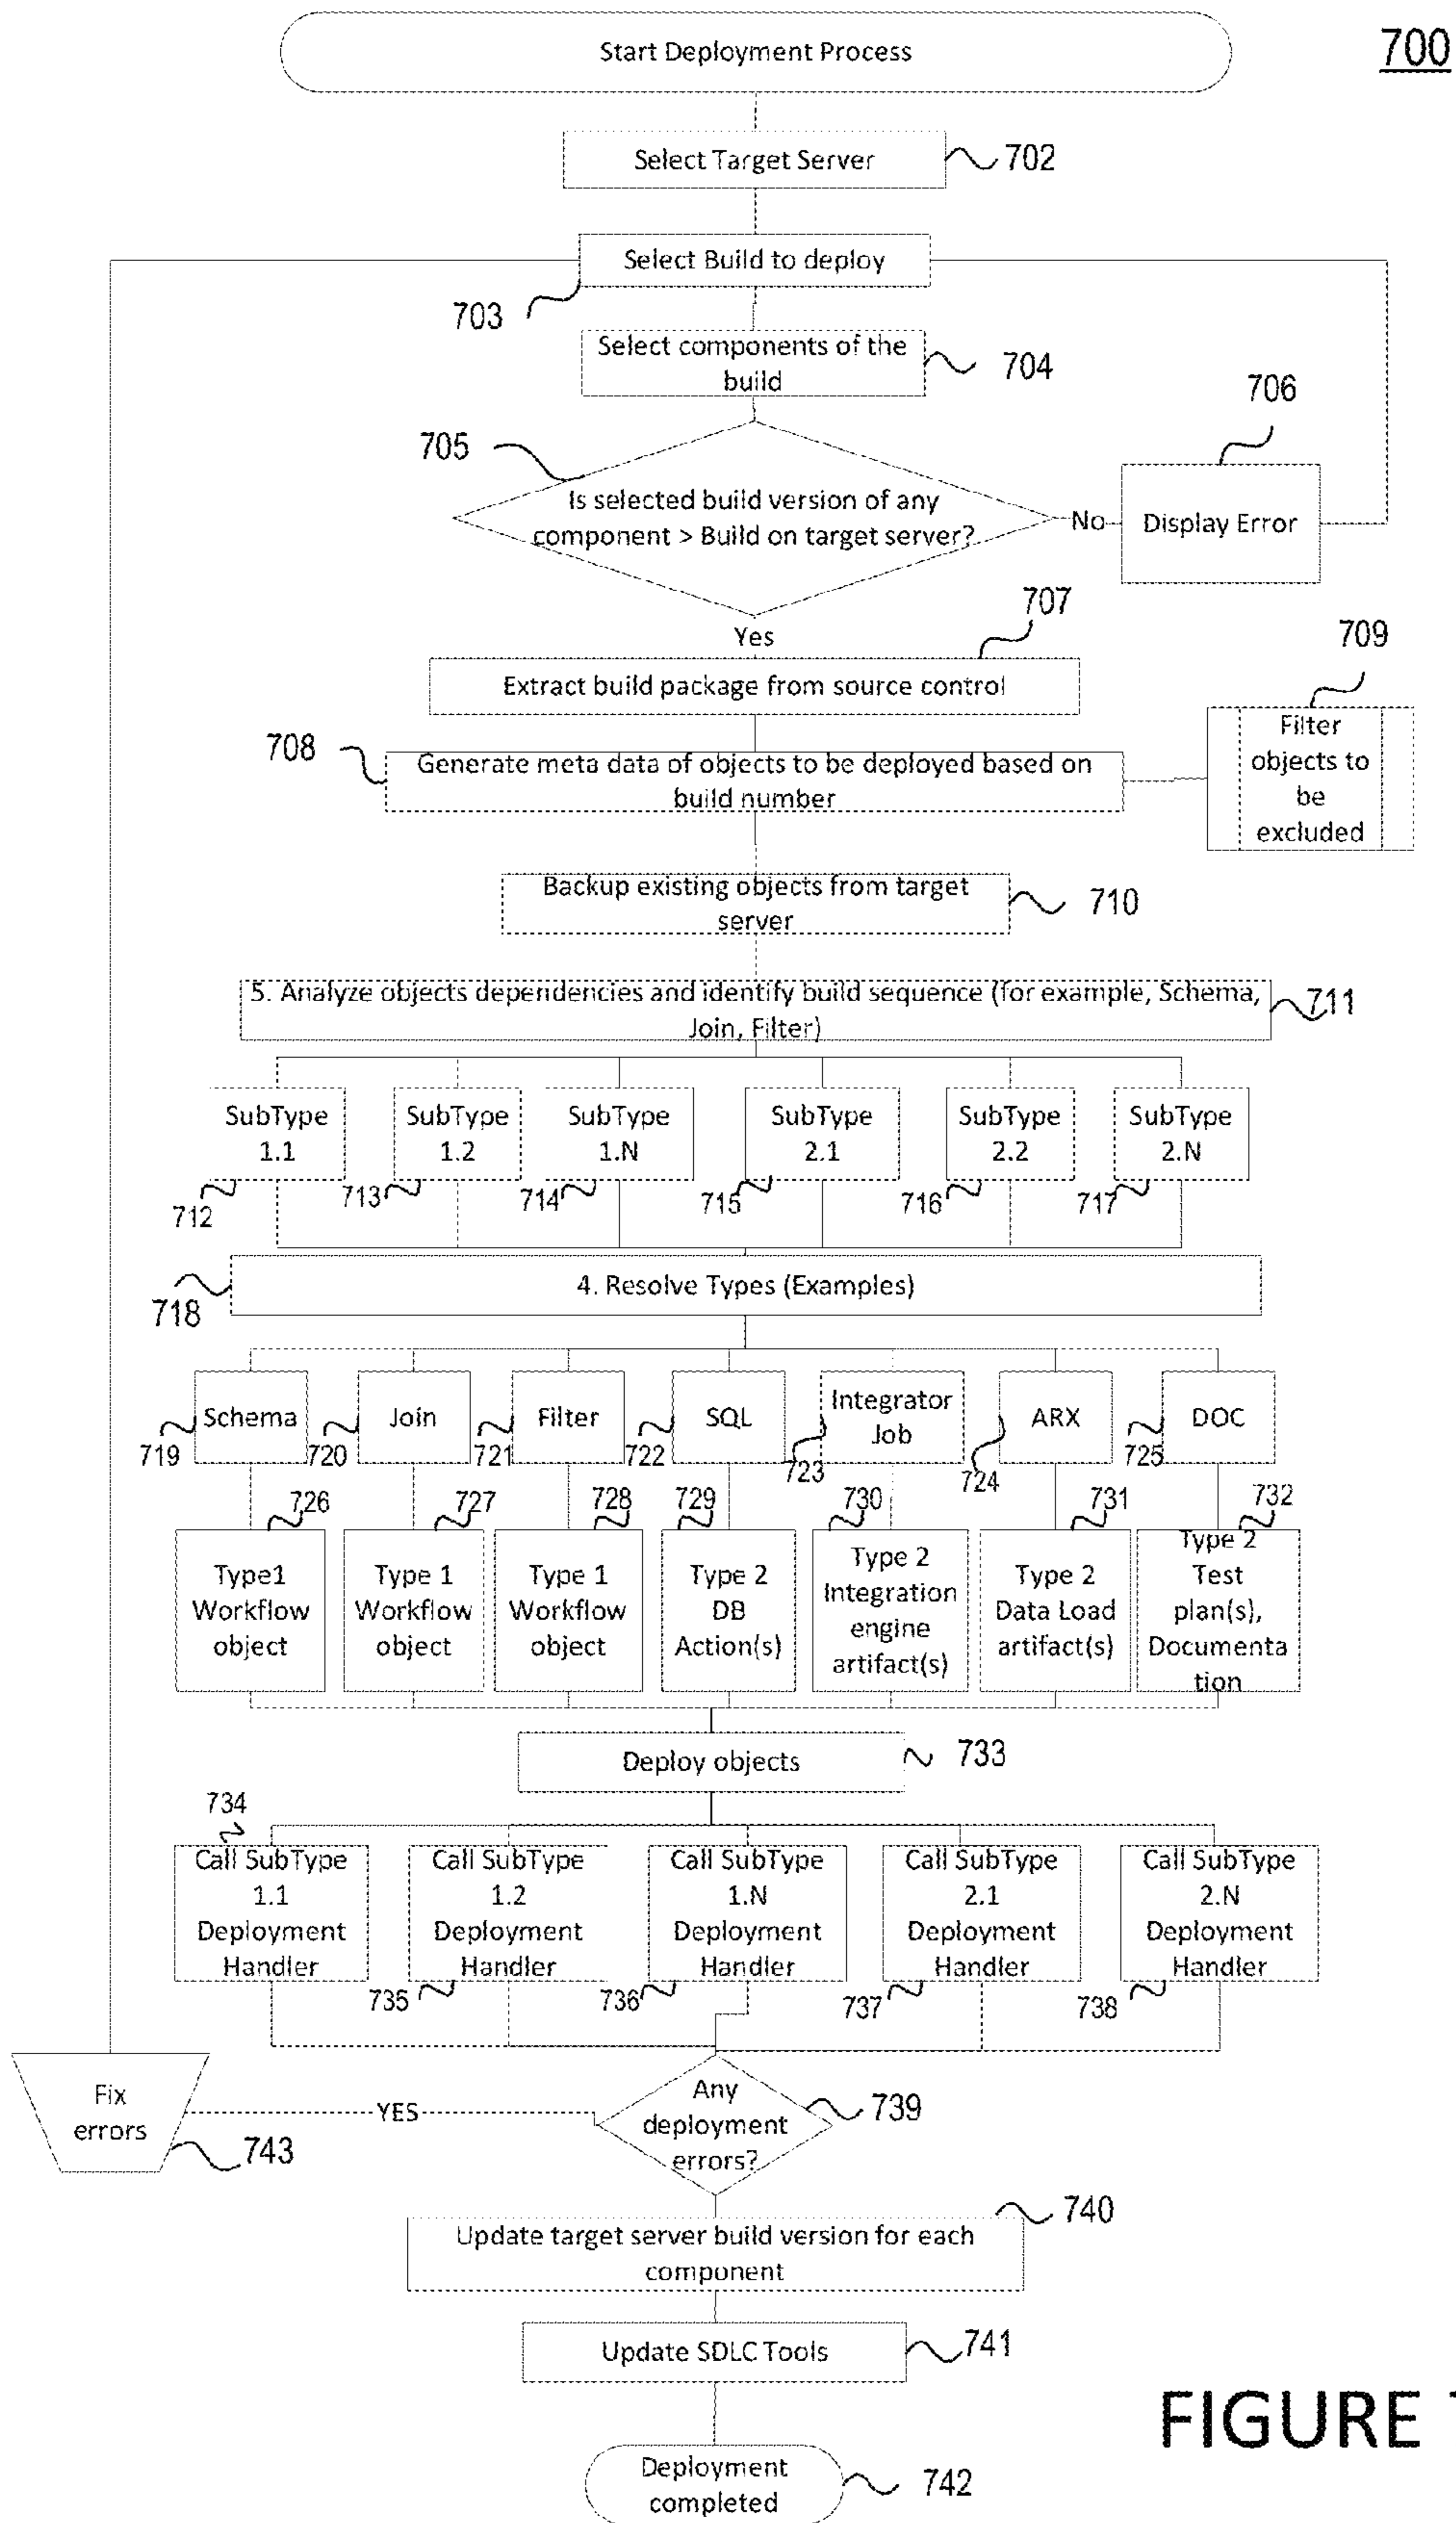 700
Start Deployment Process
Select Target Server
702
Select Build to deploy
703
Select components of the
build
704
706
705
Is selected build version of any
component > Build on target server?
No
Display Error
Yes
707
709
Extract build package from source control
708
Generate meta data of objects to be deployed based on
build number
Filter
objects to
be
excluded
Backup existing objects from target
server
710
5. Analyze objects dependencies and identify build sequence (for example, Schema,
Join, Filter)
711
SubType
1.1
SubType
1.2
SubType
1.N
SubType
2.1
SubType
2.2
SubType
2.N
712
713
714
715
716
717
4. Resolve Types (Examples)
718
Schema
Join
Filter
SQL
Integrator
Job
ARX
DOC
719
720
721
722
723
724
725
726
727
728
729
730
731
732
Type1
Workflow
object
Type 1
Workflow
object
Type 1
Workflow
object
Type 2
DB
Action(s)
Type 2
Integration
engine
artifact(s)
Type 2
Data Load
artifact(s)
Type 2
Test
plan(s),
Documenta
tion
Deploy objects
733
734
Call SubType
1.1
Deployment
Handler
Call SubType
1.2
Deployment
Handler
Call SubType
1.N
Deployment
Handler
Call SubType
2.1
Deployment
Handler
Call SubType
2.N
Deployment
Handler
735
736
737
738
Fix
errors
743
YES
Any
deployment
errors?
739
740
Update target server build version for each
component
Update SDLC Tools
741
Deployment
completed
742
FIGURE